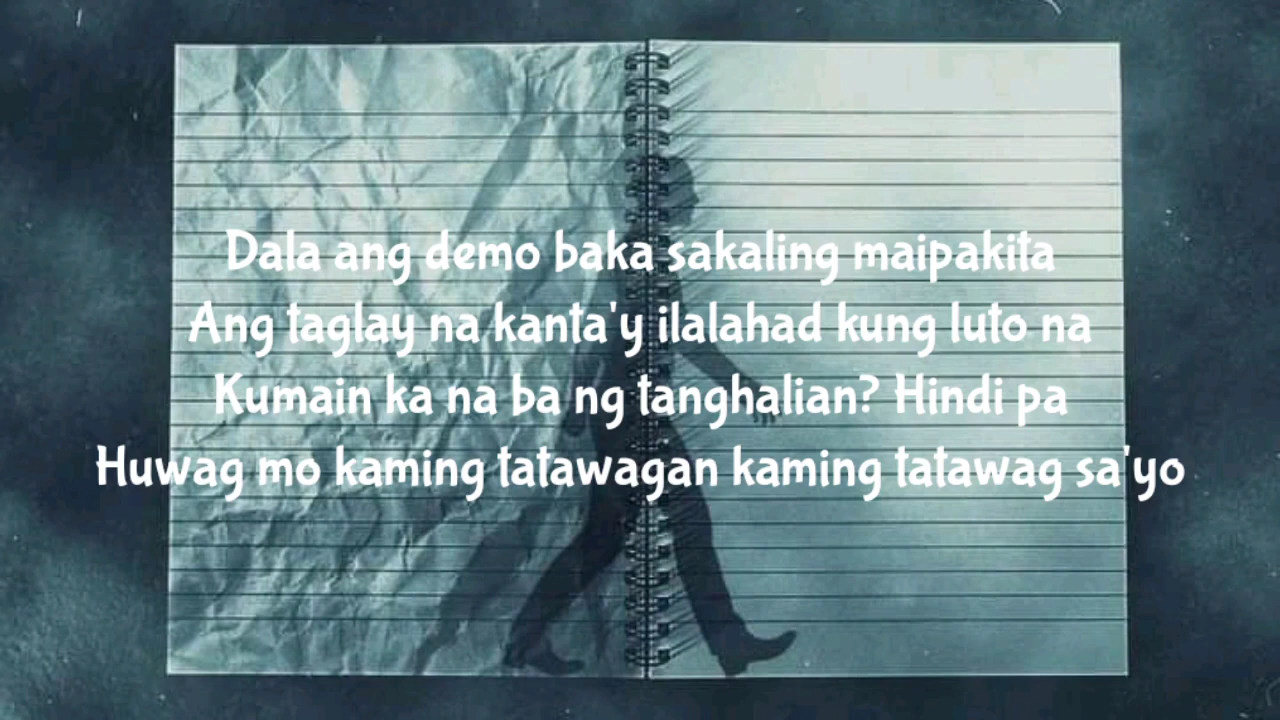 Dala ang demo baka sakaling maipakita
Ang taglay na kanta'y ilalahad kung luto na
Kumain ka na ba ng tanghalian? Hindi pa
Huwag mo kaming tatawagan kaming tatawag sa'yo